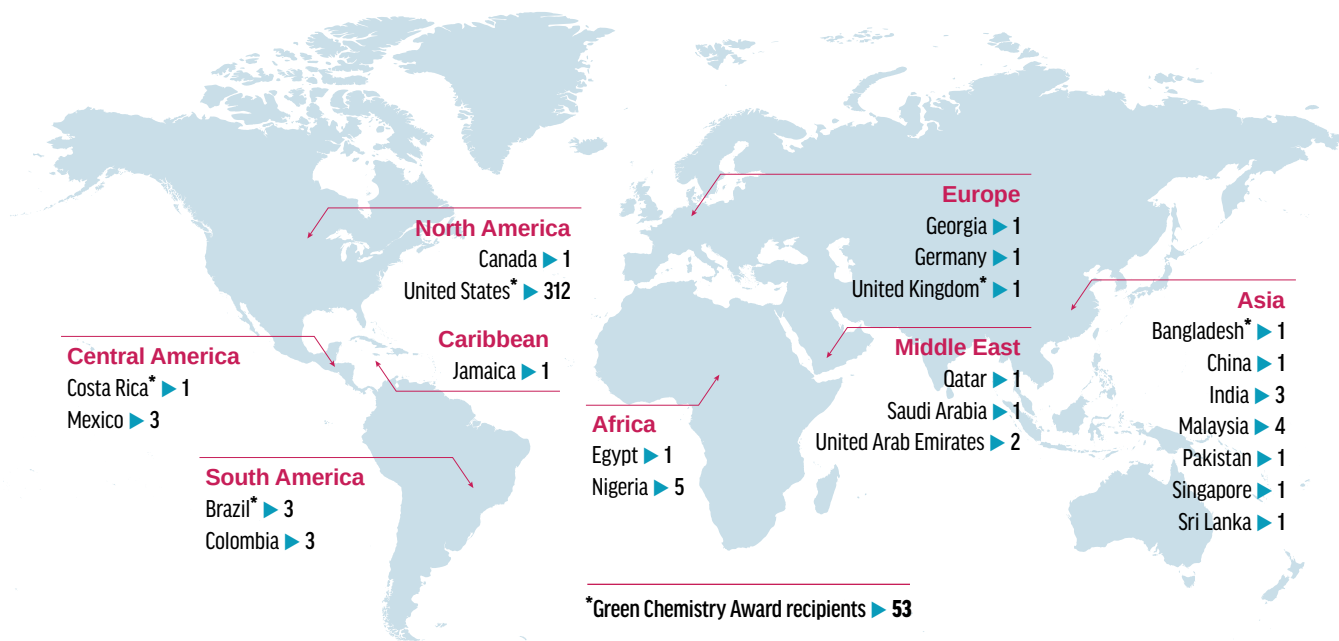 North America
Canada ▶ 1
United States* ▶ 312
Central America
Costa Rica* ▶ 1
Mexico ▶ 3
Caribbean
Jamaica ▶ 1
South America
Brazil* ▶ 3
Colombia ▶ 3
Europe
Georgia ▶ 1
Germany ▶ 1
United Kingdom* ▶ 1
Middle East
Qatar ▶ 1
Saudi Arabia ▶ 1
United Arab Emirates ▶ 2
Africa
Egypt ▶ 1
Nigeria ▶ 5
Asia
Bangladesh* ▶ 1
China ▶ 1
India ▶ 3
Malaysia ▶ 4
Pakistan ▶ 1
Singapore ▶ 1
Sri Lanka ▶ 1
*Green Chemistry Award recipients ▶ 53